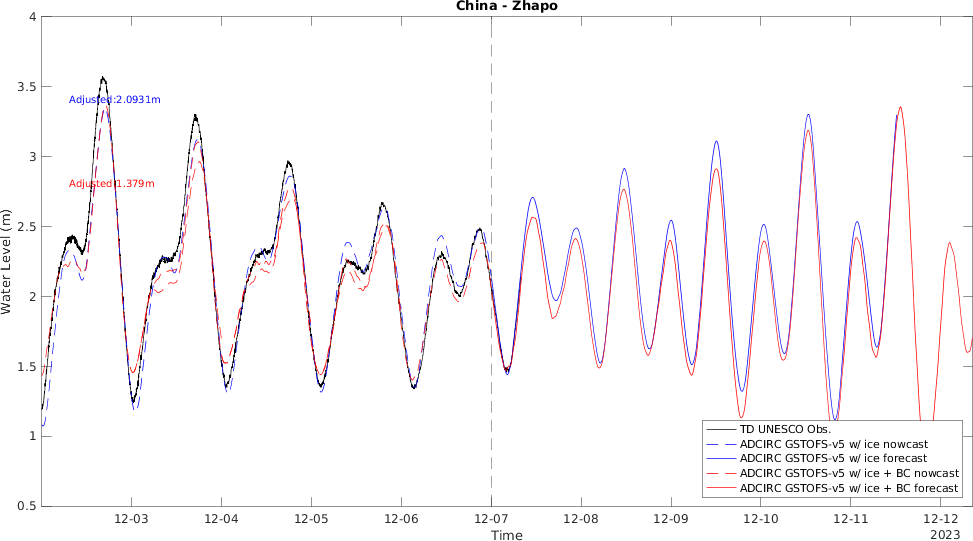 China - Zhapo
4
3.5
3
2.5
2
1.5
1
0.5
Water Level (m)
Adjusted:2.0931m
Adjusted:1.379m
TD UNESCO Obs.
ADCIRC GSTOFS-v5 w/ ice nowcast
ADCIRC GSTOFS-v5 w/ ice forecast
ADCIRC GSTOFS-v5 w/ ice + BC nowcast
ADCIRC GSTOFS-v5 w/ ice + BC forecast
12-03 12-04 12-05 12-06 12-07 12-08 12-09 12-10 12-11 12-12
Time
2023